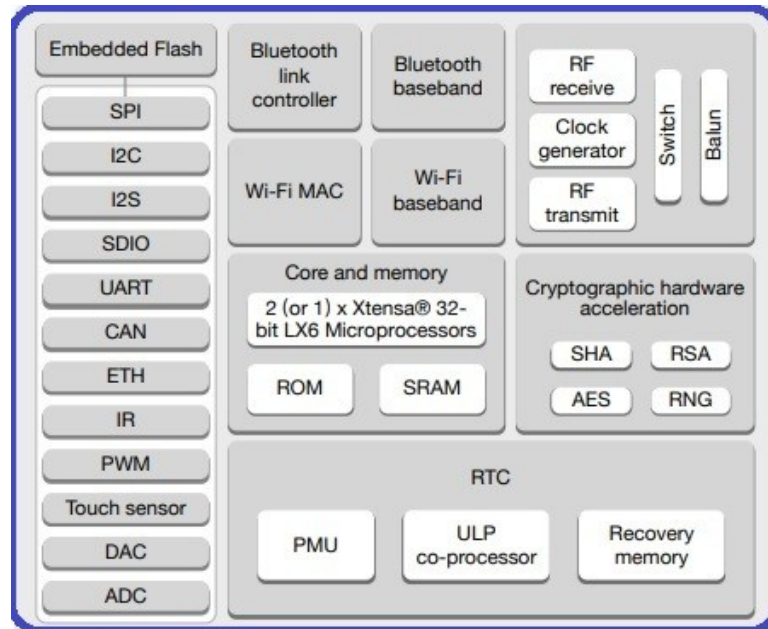 Embedded Flash
SPI
I2C
I2S
SDIO
UART
CAN
ETH
IR
PWM
Touch sensor
DAC
ADC
Bluetooth
link
controller
Bluetooth
baseband
Wi-Fi MAC
Wi-Fi
baseband
RF
receive
Clock
generator
RF
transmit
Switch
Balun
Core and memory
2 (or 1) x Xtensa® 32-
bit LX6 Microprocessors
ROM
SRAM
Cryptographic hardware
acceleration
SHA
RSA
AES
RNG
RTC
PMU
ULP
co-processor
Recovery
memory